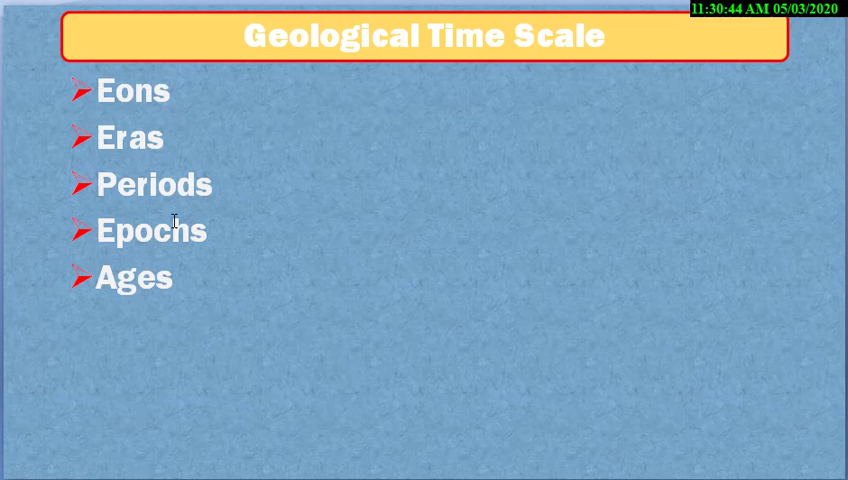 11:30:44 AM 05/03/2020
Geological Time Scale
Eons
Eras
Periods
Epochs
Ages